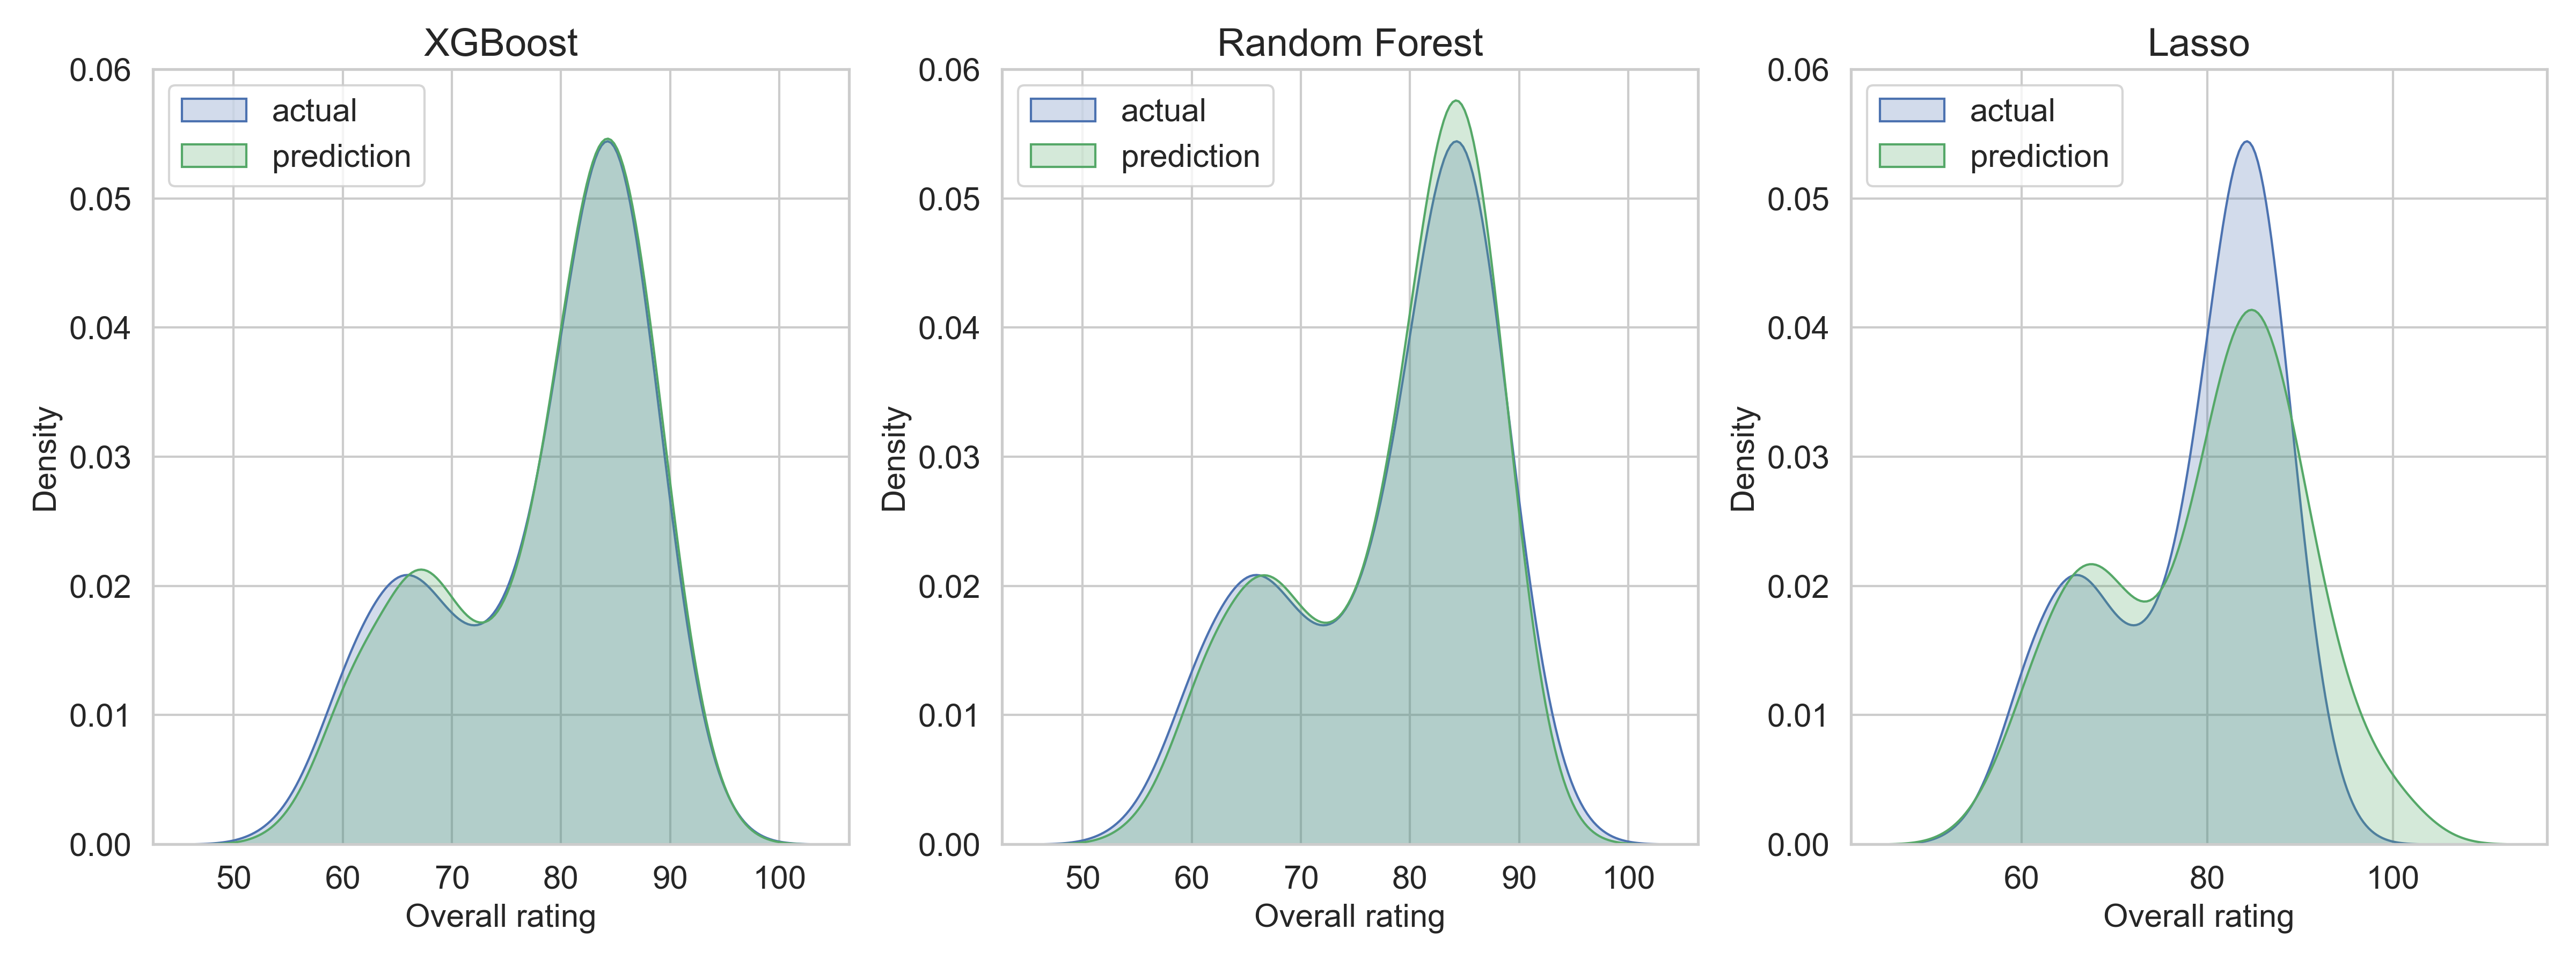 XGBoost
0.06
0.05
0.04
0.03
0.02
0.01
0.00
Density
actual
prediction
50 60 70 80 90 100
Overall rating
Random Forest
0.06
0.05
0.04
0.03
0.02
0.01
0.00
Density
actual
prediction
50 60 70 80 90 100
Overall rating
Lasso
0.06
0.05
0.04
0.03
0.02
0.01
0.00
Density
actual
prediction
60 80 100
Overall rating